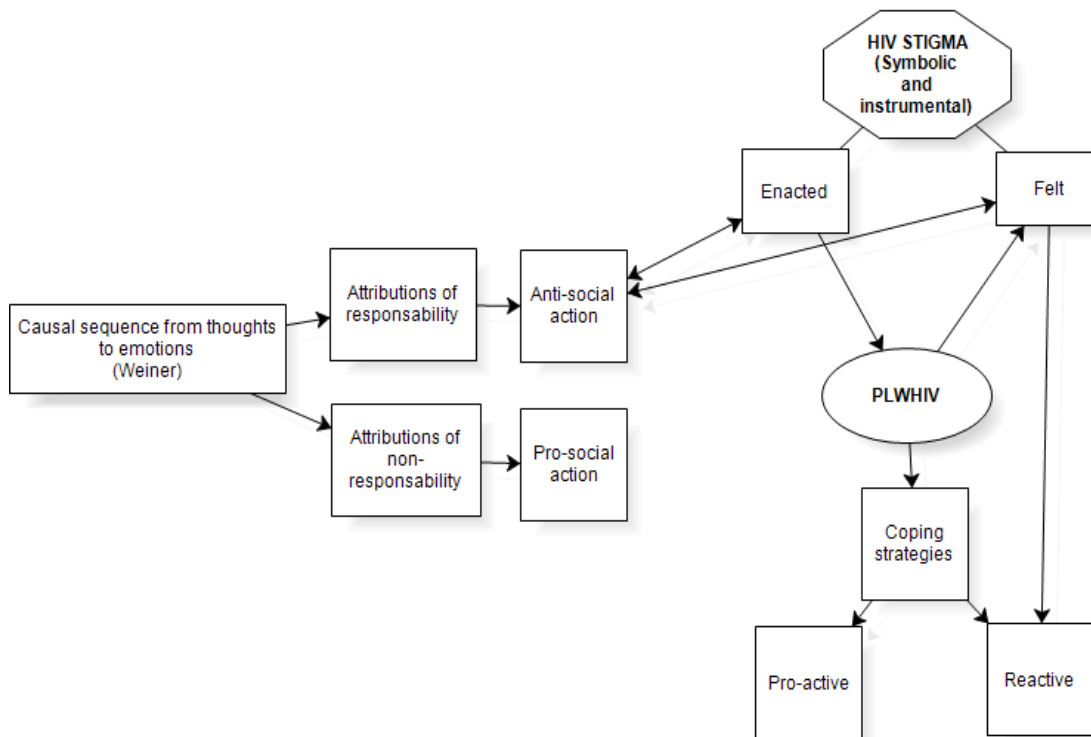 HIV STIGMA
(Symbolic
and
instrumental)
Enacted
Felt
Attributions of
responsability
Anti-social
action
Causal sequence from thoughts
to emotions
(Weiner)
PLWHIV
Attributions of
non-
responsability
Pro-social
action
Coping
strategies
Pro-active
Reactive